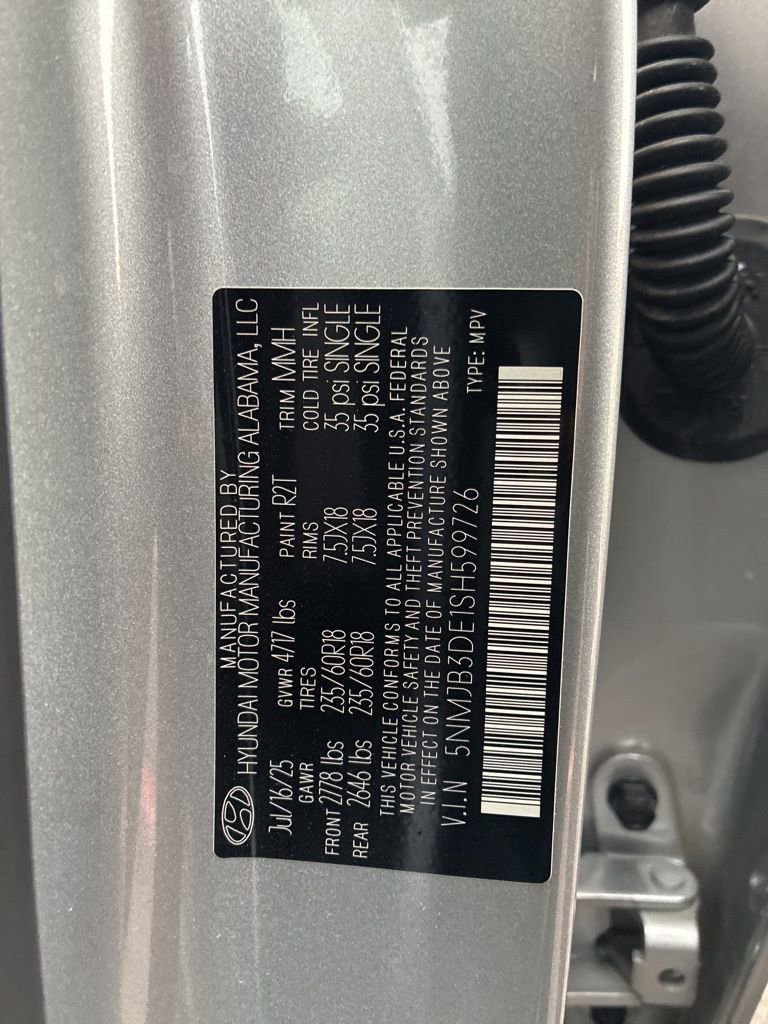 MANUFACTURED BY
HYUNDAI MOTOR MANUFACTURING ALABAMA, LLC
JUl/16/25 GVWR 4717 lbs PAINT R2T TRIM MMH
GAWR TIRES RIMS COLD TIRE INFL
FRONT 2778 lbs 235/60R18 7.5JX18 35 psi SINGLE
REAR 2646 lbs 235/60R18 7.5JX18 35 psi SINGLE
THIS VEHICLE CONFORMS TO ALL APPLICABLE U.S.A. FEDERAL
MOTOR VEHICLE SAFETY AND THEFT PREVENTION STANDARDS
IN EFFECT ON THE DATE OF MANUFACTURE SHOWN ABOVE
V.I.N 5NMJB3DE1SH599726 TYPE: MPV